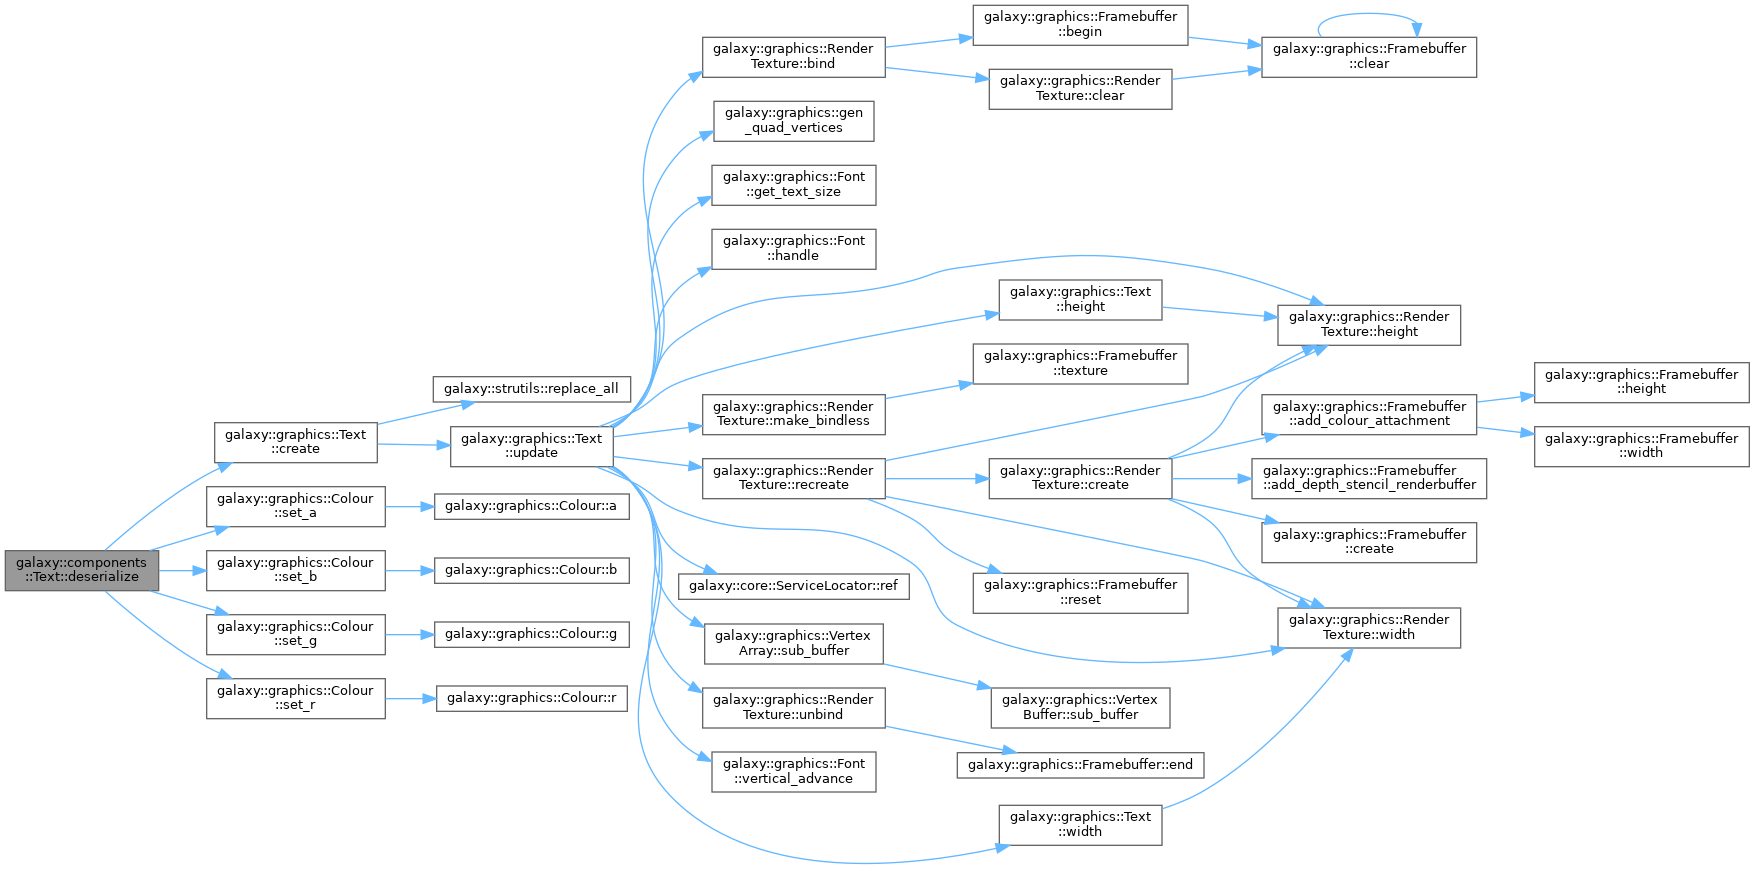 galaxy::components
::Text::deserialize
galaxy::graphics::Text
::create
galaxy::graphics::Colour
::set_a
galaxy::graphics::Colour
::set_b
galaxy::graphics::Colour
::set_g
galaxy::graphics::Colour
::set_r
galaxy::strutils::replace_all
galaxy::graphics::Text
::update
galaxy::graphics::Colour::a
galaxy::graphics::Colour::b
galaxy::graphics::Colour::g
galaxy::graphics::Colour::r
galaxy::graphics::Render
Texture::bind
galaxy::graphics::gen
_quad_vertices
galaxy::graphics::Font
::get_text_size
galaxy::graphics::Font
::handle
galaxy::graphics::Render
Texture::make_bindless
galaxy::graphics::Render
Texture::recreate
galaxy::core::ServiceLocator::ref
galaxy::graphics::Vertex
Array::sub_buffer
galaxy::graphics::Render
Texture::unbind
galaxy::graphics::Font
::vertical_advance
galaxy::graphics::Framebuffer
::begin
galaxy::graphics::Render
Texture::clear
galaxy::graphics::Text
::height
galaxy::graphics::Framebuffer
::texture
galaxy::graphics::Render
Texture::create
galaxy::graphics::Framebuffer
::reset
galaxy::graphics::Vertex
Buffer::sub_buffer
galaxy::graphics::Framebuffer::end
galaxy::graphics::Text
::width
galaxy::graphics::Framebuffer
::clear
galaxy::graphics::Render
Texture::height
galaxy::graphics::Framebuffer
::add_colour_attachment
galaxy::graphics::Framebuffer
::add_depth_stencil_renderbuffer
galaxy::graphics::Framebuffer
::create
galaxy::graphics::Render
Texture::width
galaxy::graphics::Framebuffer
::height
galaxy::graphics::Framebuffer
::width